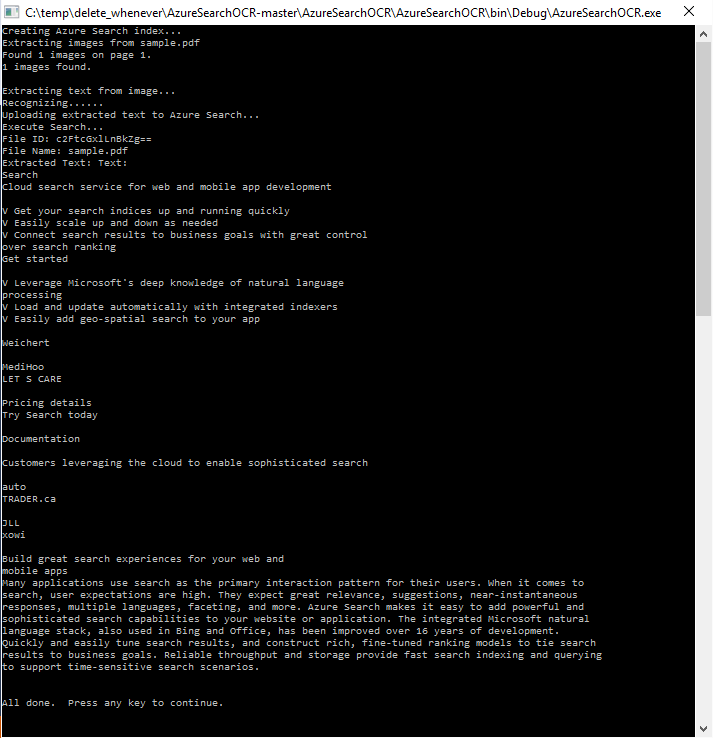 C:\temp\delete_whenever\AzureSearchOCR-master\AzureSearchOCR\AzureSearchOCR\bin\Debug\AzureSearchOCR.exe
Creating Azure Search index...
Extracting images from sample.pdf
Found 1 images on page 1.
1 images found.
Extracting text from image...
Recognizing......
Uploading extracted text to Azure Search...
Execute Search...
File ID: c2FtcGxlLnBkZg==
File Name: sample.pdf
Extracted Text: Text:
Search
Cloud search service for web and mobile app development
V Get your search indices up and running quickly
V Easily scale up and down as needed
V Connect search results to business goals with great control
over search ranking
Get started
V Leverage Microsoft's deep knowledge of natural language
processing
V Load and update automatically with integrated indexers
V Easily add geo-spatial search to your app
Weichert
MediHoo
LET S CARE
Pricing details
Try Search today
Documentation
Customers leveraging the cloud to enable sophisticated search
auto
TRADER.ca
JLL
xowi
Build great search experiences for your web and
mobile apps
Many applications use search as the primary interaction pattern for their users. When it comes to
search, user expectations are high. They expect great relevance, suggestions, near-instantaneous
responses, multiple languages, faceting, and more. Azure Search makes it easy to add powerful and
sophisticated search capabilities to your website or application. The integrated Microsoft natural
language stack, also used in Bing and Office, has been improved over 16 years of development.
Quickly and easily tune search results, and construct rich, fine-tuned ranking models to tie search
results to business goals. Reliable throughput and storage provide fast search indexing and querying
to support time-sensitive search scenarios.
All done.  Press any key to continue.